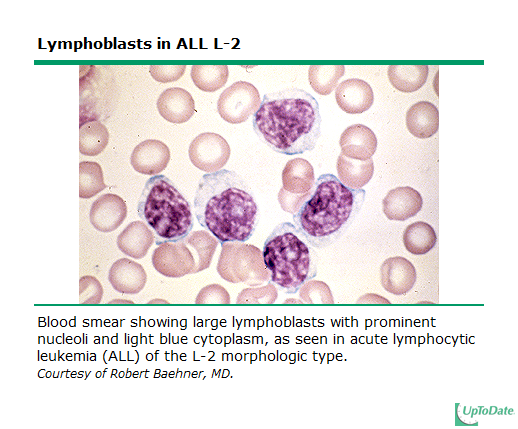 Lymphoblasts in ALL L-2
Blood smear showing large lymphoblasts with prominent
nucleoli and light blue cytoplasm, as seen in acute lymphocytic
leukemia (ALL) of the L-2 morphologic type.
Courtesy of Robert Baehner, MD.
UpToDate